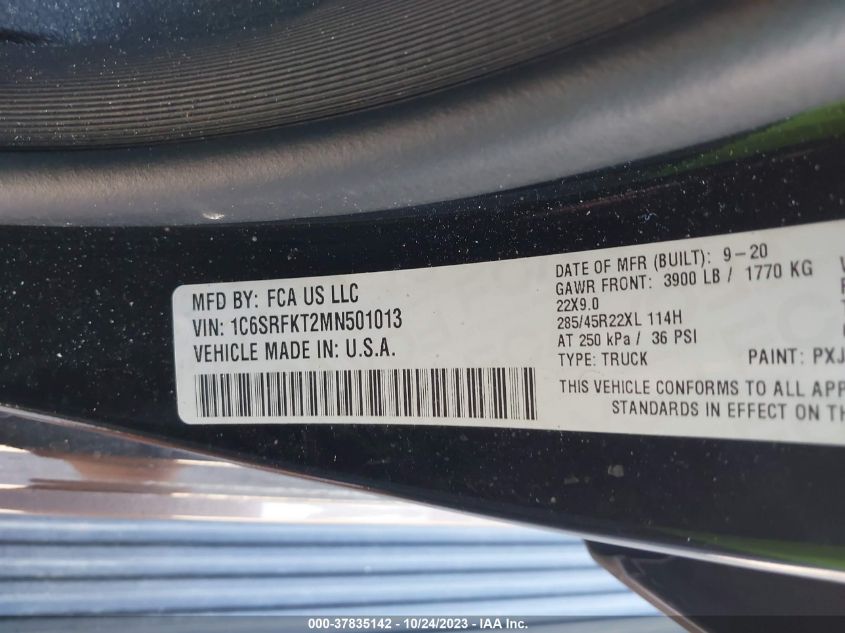 MFD BY: FCA US LLC
VIN: 1C6SRFKT2MN501013
VEHICLE MADE IN: U.S.A.
DATE OF MFR (BUILT): 9-20
GAWR FRONT: 3900 LB / 1770 KG
22X9.0
285/45R22XL 114H
AT 250 kPa / 36 PSI
TYPE: TRUCK PAINT: PXJ
THIS VEHICLE CONFORMS TO ALL APP
STANDARDS IN EFFECT ON TH
000-37835142 - 10/24/2023 - IAA Inc.